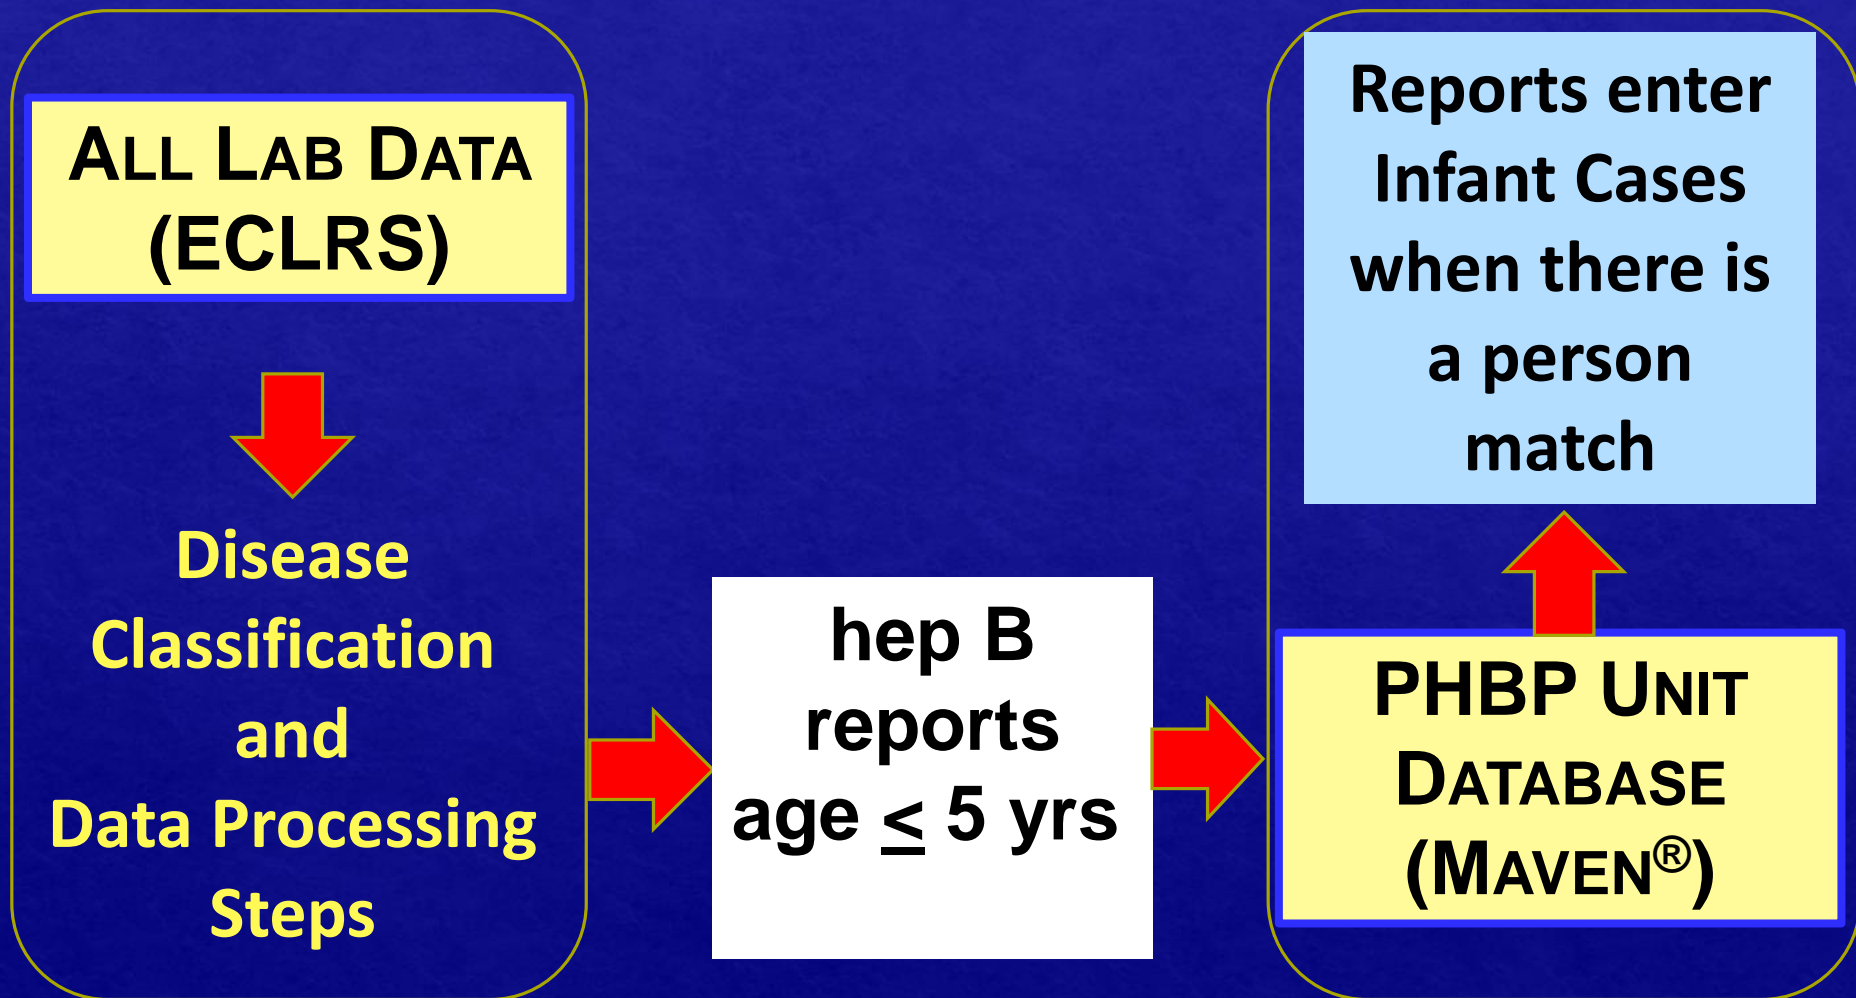 ALL LAB DATA
(ECLRS)
Disease
Classification
and
Data Processing
Steps
hep B
reports
age ≤ 5 yrs
Reports enter
Infant Cases
when there is
a person
match
PHBP UNIT
DATABASE
(MAVEN®)